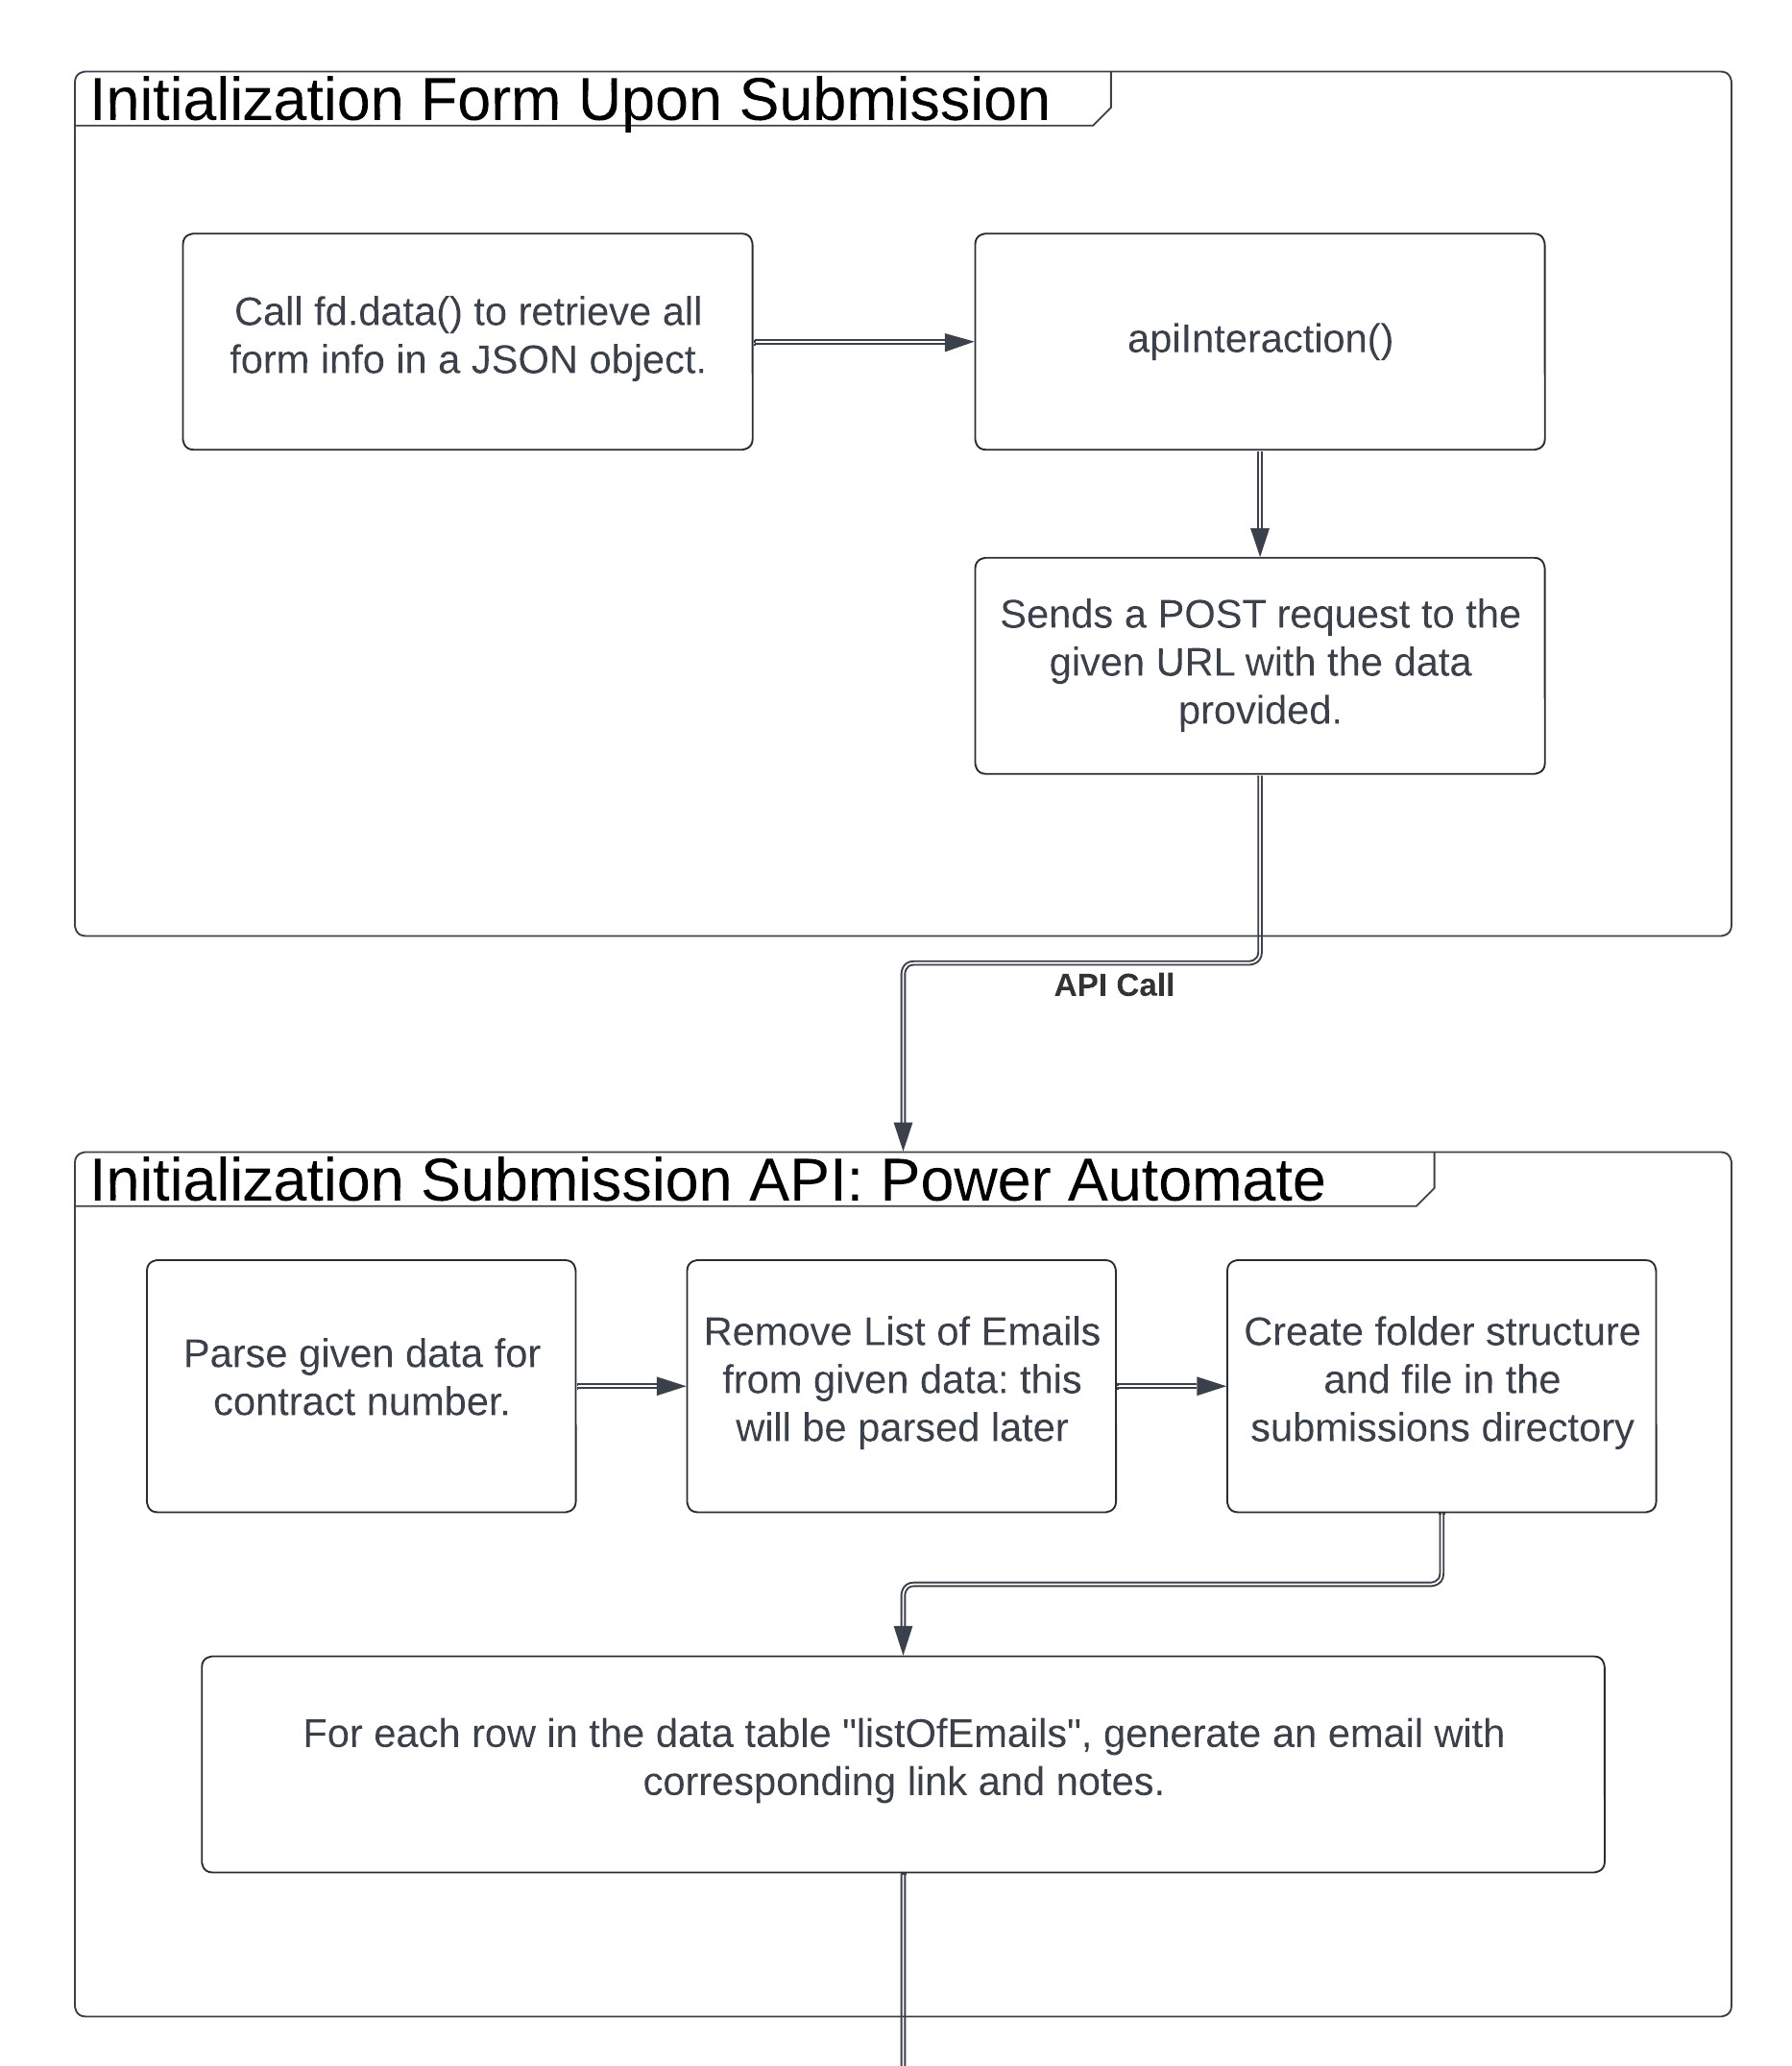 Initialization Form Upon Submission
Call fd.data() to retrieve all
form info in a JSON object.
apiInteraction()
Sends a POST request to the
given URL with the data
provided.
API Call
Initialization Submission API: Power Automate
Parse given data for
contract number.
Remove List of Emails
from given data: this
will be parsed later
Create folder structure
and file in the
submissions directory
For each row in the data table "listOfEmails", generate an email with
corresponding link and notes.